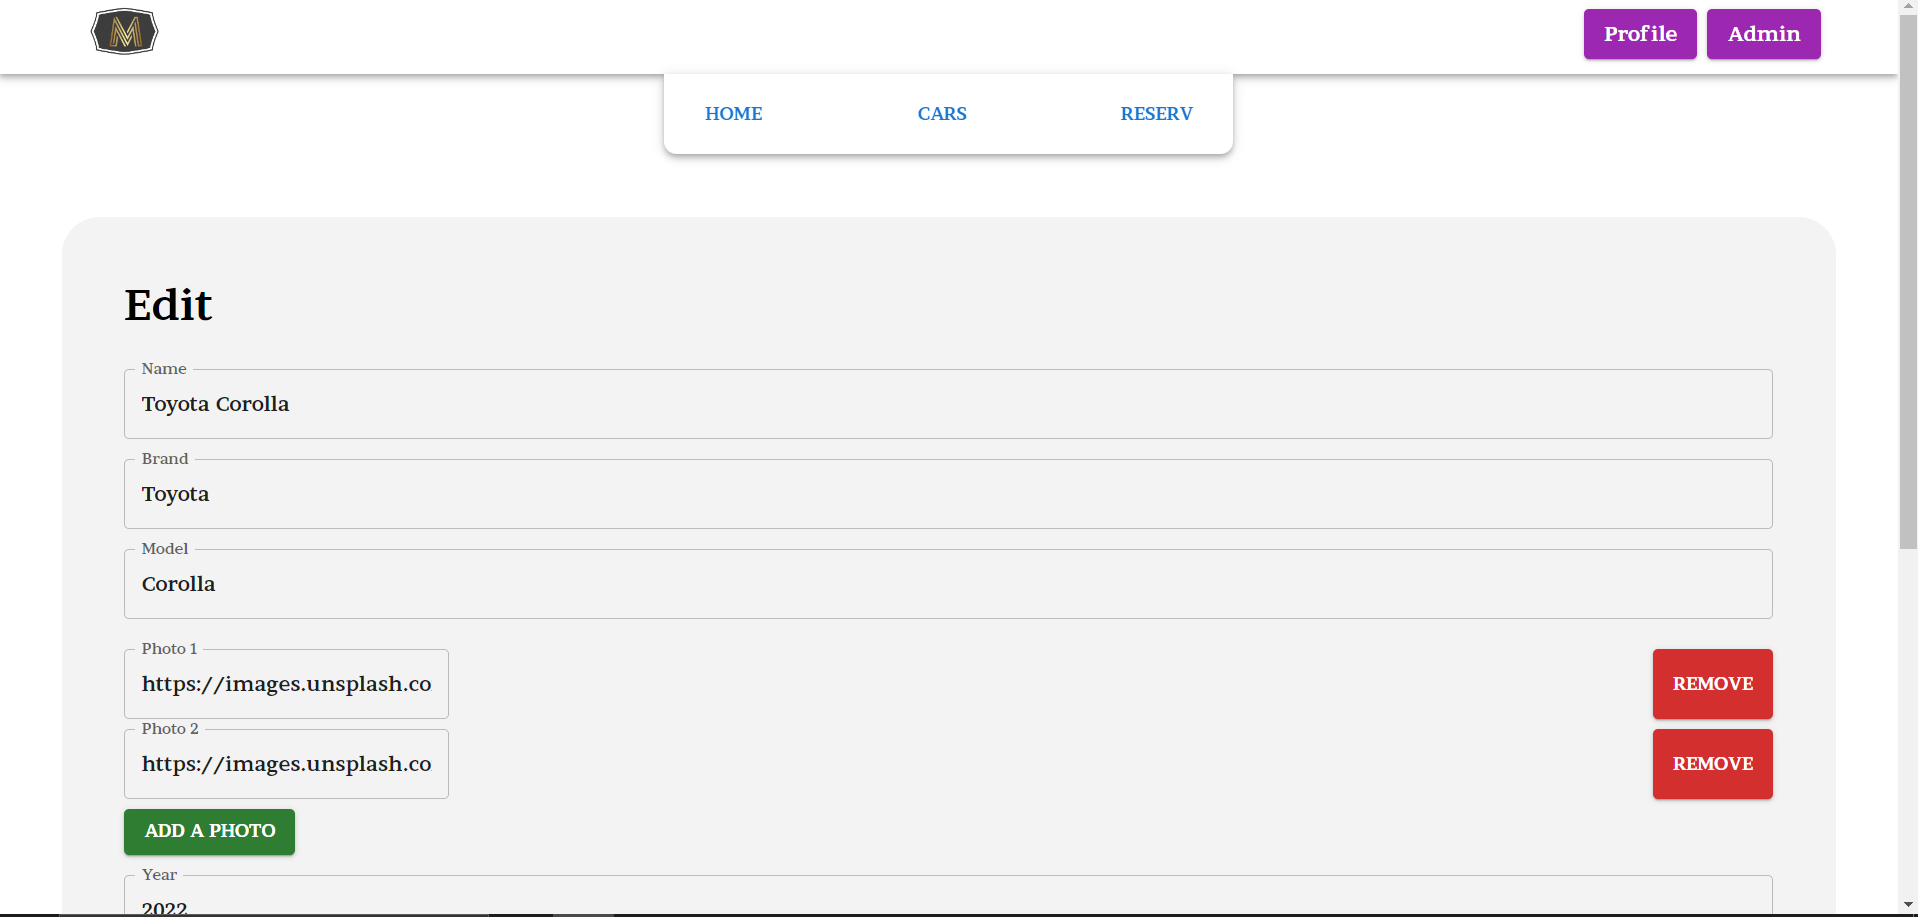 M
Profile Admin
HOME CARS RESERV
Edit
Name
Toyota Corolla
Brand
Toyota
Model
Corolla
Photo 1
https://images.unsplash.co
REMOVE
Photo 2
https://images.unsplash.co
REMOVE
ADD A PHOTO
Year
2022